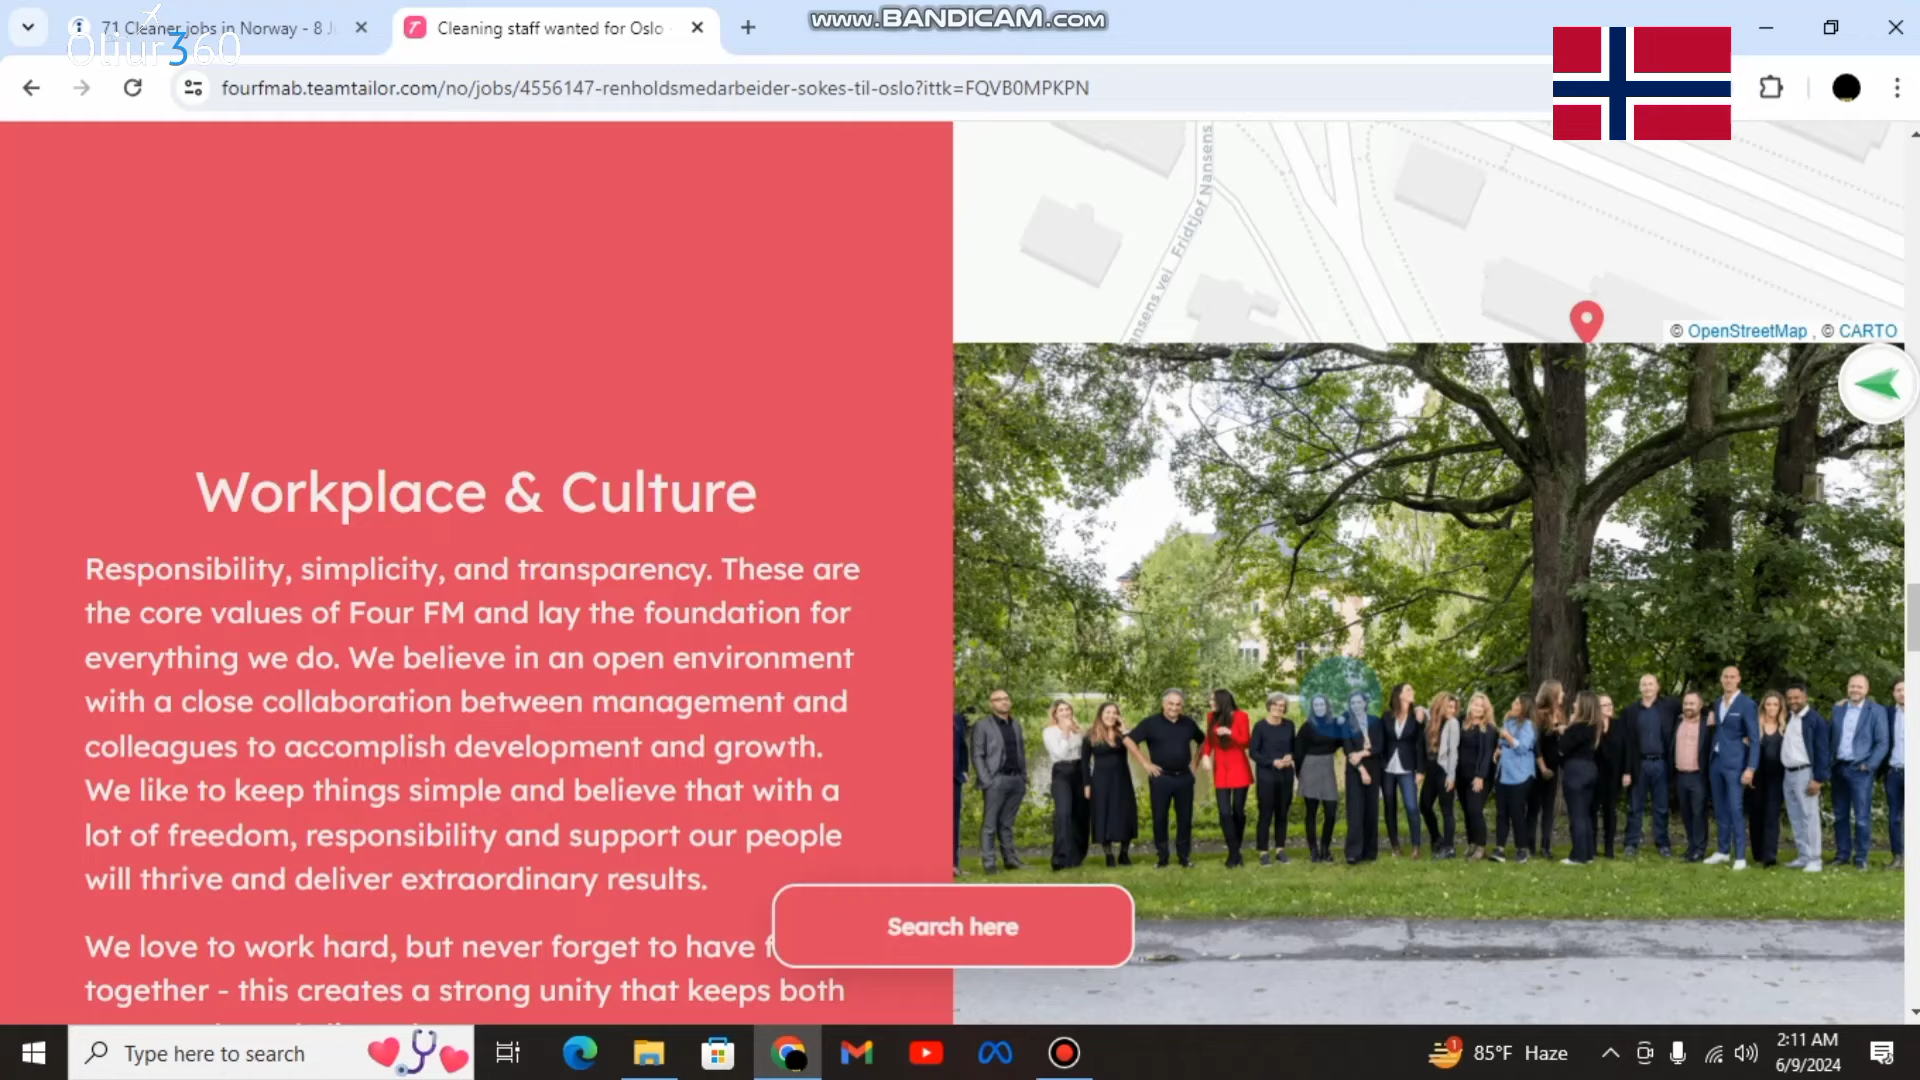 71 Cleaner jobs in Norway - 8 J
Cleaning staff wanted for Oslo
www.BANDICAM.com
Otiur360
fourfmab.teamtailor.com/no/jobs/4556147-renholdsmedarbeider-sokes-til-oslo?ittk=FQVB0MPKPN
Fridtjof Nansens
nsens vei
© OpenStreetMap , © CARTO
Workplace & Culture
Responsibility, simplicity, and transparency. These are
the core values of Four FM and lay the foundation for
everything we do. We believe in an open environment
with a close collaboration between management and
colleagues to accomplish development and growth.
We like to keep things simple and believe that with a
lot of freedom, responsibility and support our people
will thrive and deliver extraordinary results.
We love to work hard, but never forget to have f
together - this creates a strong unity that keeps both
Search here
Type here to search
1
85°F Haze
2:11 AM
6/9/2024